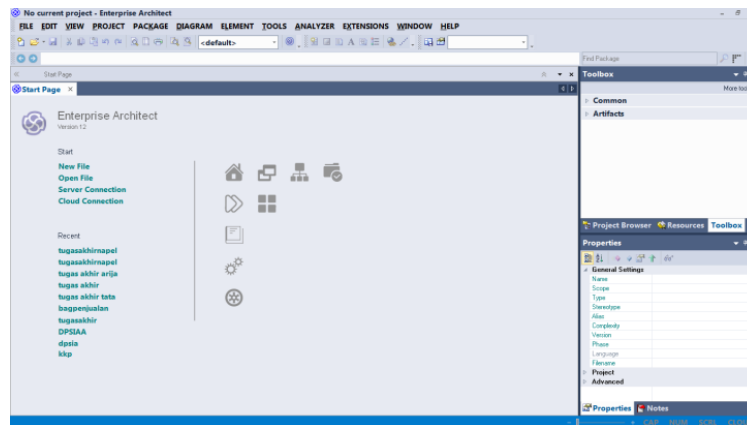 No current project - Enterprise Architect
FILE EDIT VIEW PROJECT PACKAGE DIAGRAM ELEMENT TOOLS ANALYZER EXTENSIONS WINDOW HELP
<default>
Find Package
Start Page
Start Page ×
Enterprise Architect
Version 12
Start
New File
Open File
Server Connection
Cloud Connection
Recent
tugasakhirnapel
tugasakhirnapel
tugas akhir arija
tugas akhir
tugas akhir tata
bagpenjualan
tugasakhir
DPSIAA
dpsia
kkp
Toolbox
More tool
Common
Artifacts
Project Browser Resources Toolbox
Properties
General Settings
Name
Scope
Type
Stereotype
Alias
Complexity
Version
Phase
Language
Filename
Project
Advanced
Properties Notes
CAP NUM SCRL CLO